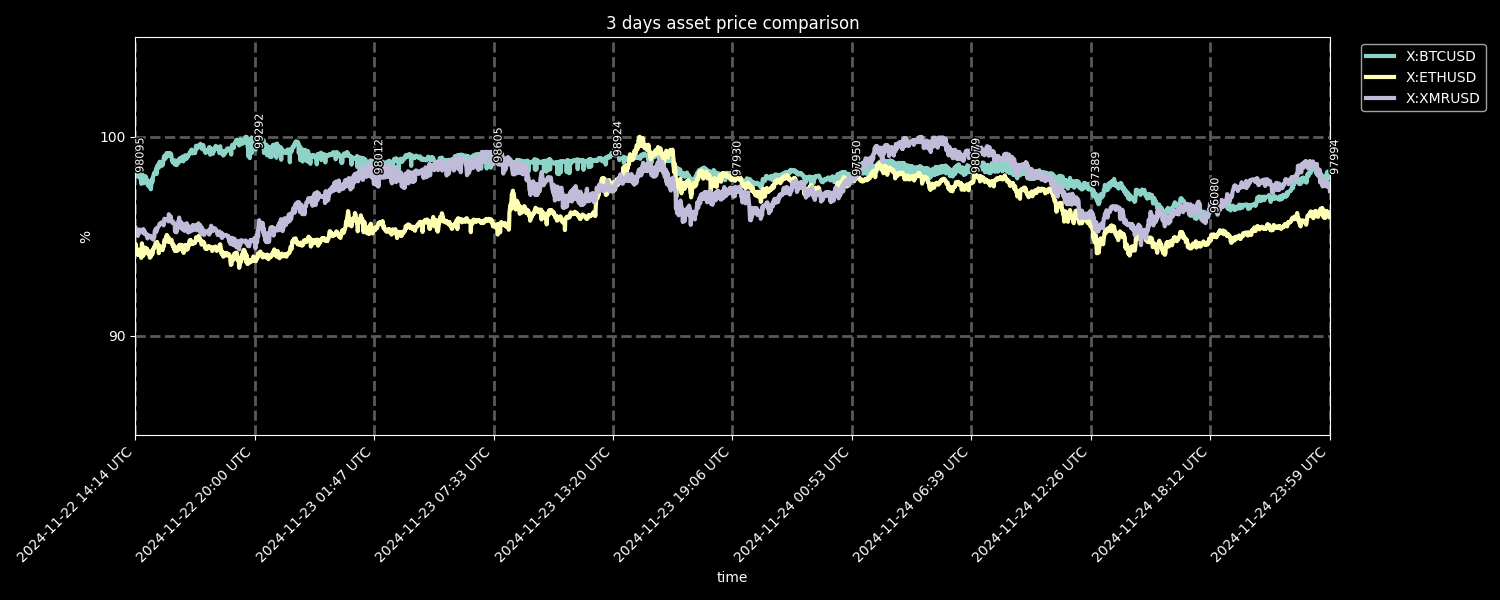 3 days asset price comparison
X:BTCUSD
X:ETHUSD
X:XMRUSD
100
90
%
98095
99292
98012
98605
98924
97930
97950
98079
97389
96080
97994
2024-11-22 14:14 UTC
2024-11-22 20:00 UTC
2024-11-23 01:47 UTC
2024-11-23 07:33 UTC
2024-11-23 13:20 UTC
2024-11-23 19:06 UTC
2024-11-24 00:53 UTC
2024-11-24 06:39 UTC
2024-11-24 12:26 UTC
2024-11-24 18:12 UTC
2024-11-24 23:59 UTC
time